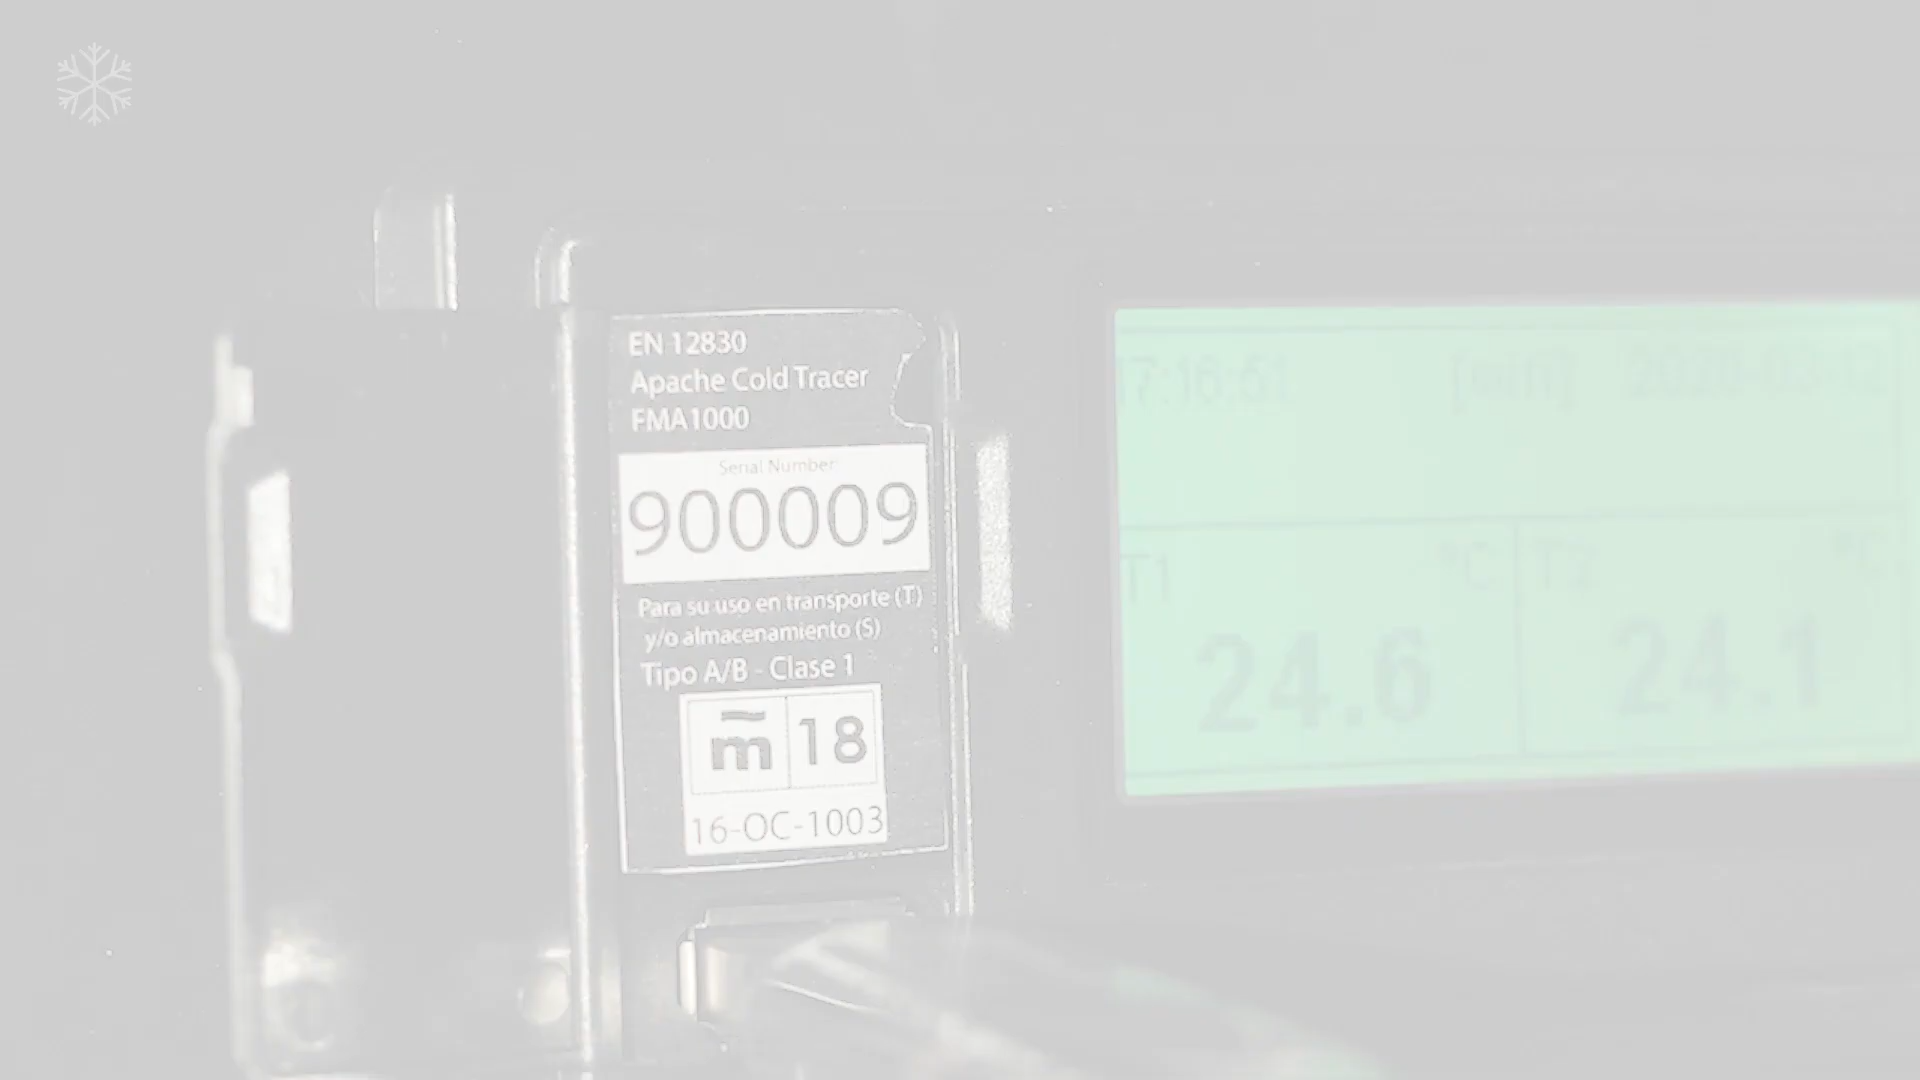 EN 12830
Apache Cold Tracer
FMA1000
Serial Number
900009
Para su uso en transporte (T)
y/o almacenamiento (S)
Tipo A/B - Clase 1
m 18
16-OC-1003
T1 °C T2 °C
24.6 24.1